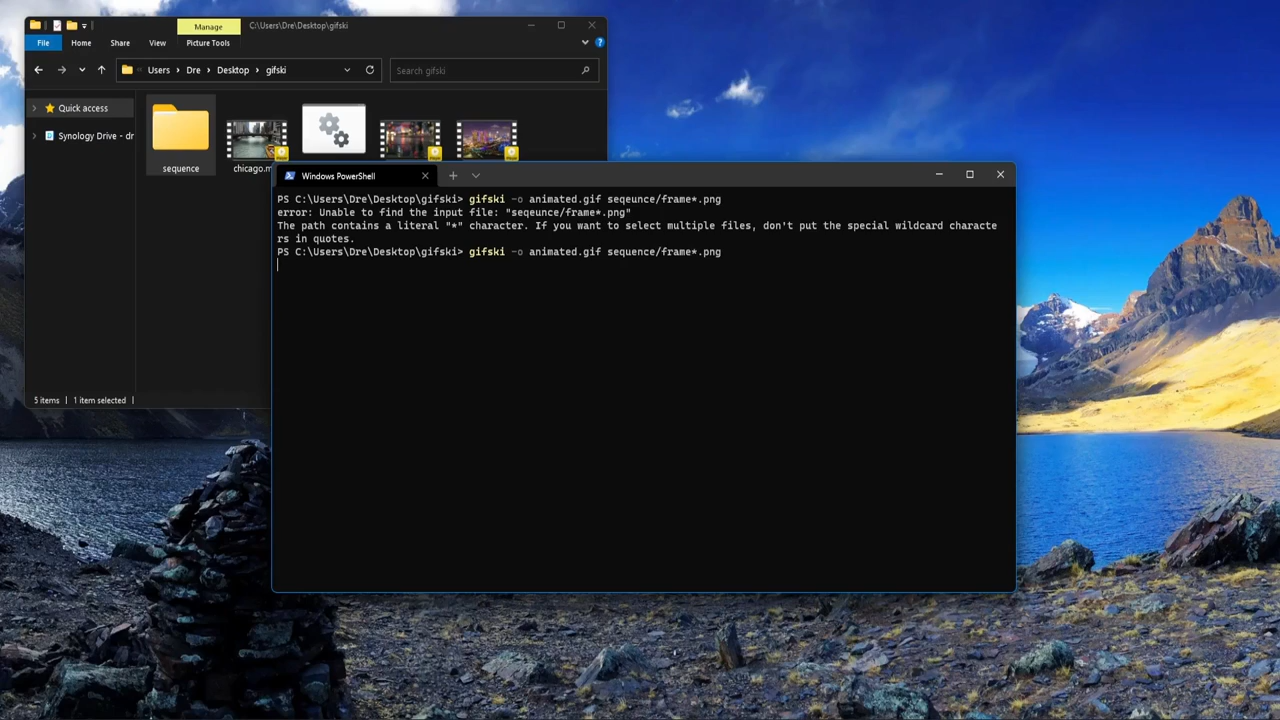 Manage
C:\Users\Dre\Desktop\gifski
File
Home
Share
View
Picture Tools
Users
Dre
Desktop
gifski
Search gifski
Quick access
Synology Drive - dr
sequence
chicago.m
5 items
1 item selected
Windows PowerShell
PS C:\Users\Dre\Desktop\gifski> gifski -o animated.gif seqeunce/frame*.png
error: Unable to find the input file: "seqeunce/frame*.png"
The path contains a literal "*" character. If you want to select multiple files, don't put the special wildcard characte
rs in quotes.
PS C:\Users\Dre\Desktop\gifski> gifski -o animated.gif sequence/frame*.png